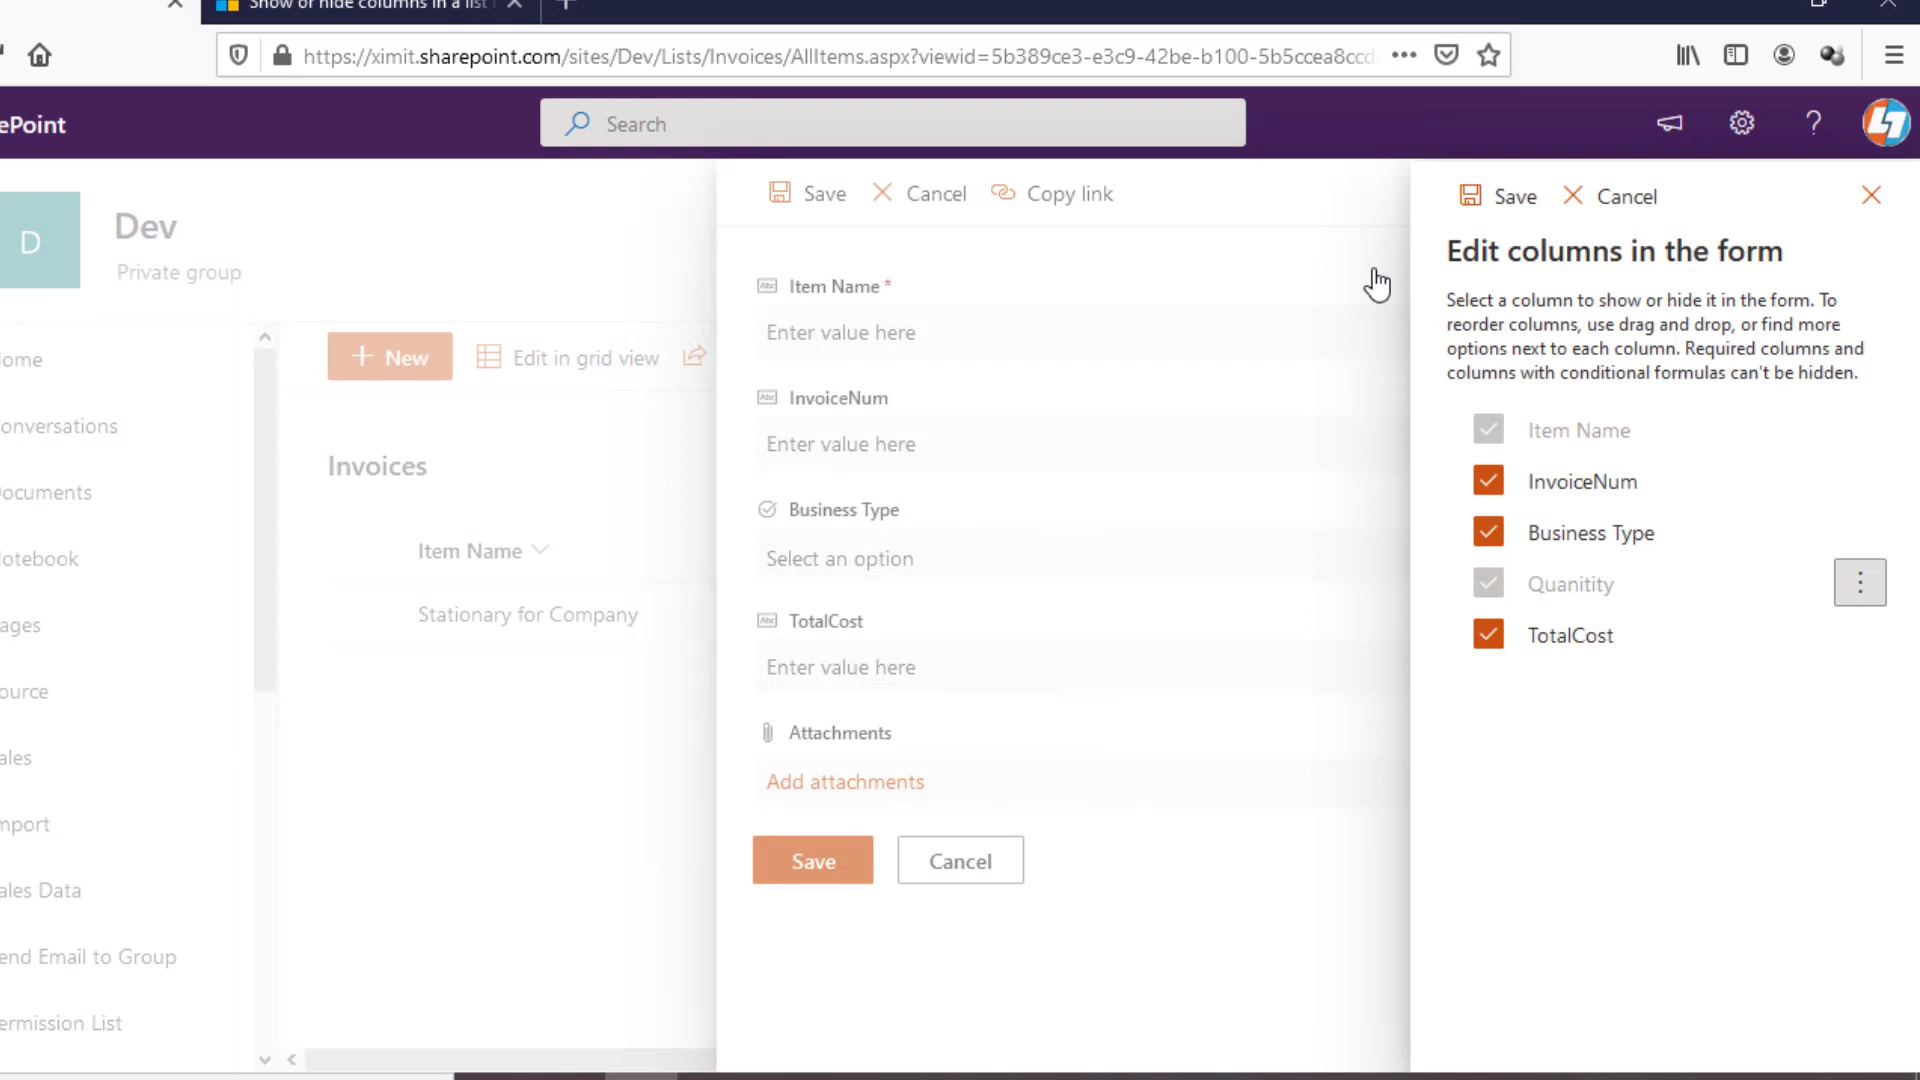 Show or hide columns in a list
https://ximit.sharepoint.com/sites/Dev/Lists/Invoices/AllItems.aspx?viewid=5b389ce3-e3c9-42be-b100-5b5ccea8ccd
ePoint
Search
D
Dev
Private group
ome
onversations
ocuments
otebook
ages
ource
ales
mport
ales Data
end Email to Group
ermission List
New
Edit in grid view
Invoices
Item Name
Stationary for Company
Save
Cancel
Copy link
Abc Item Name *
Enter value here
Abc InvoiceNum
Enter value here
Business Type
Select an option
Abc TotalCost
Enter value here
Attachments
Add attachments
Save
Cancel
Save
Cancel
Edit columns in the form
Select a column to show or hide it in the form. To
reorder columns, use drag and drop, or find more
options next to each column. Required columns and
columns with conditional formulas can't be hidden.
Item Name
InvoiceNum
Business Type
Quanitity
TotalCost